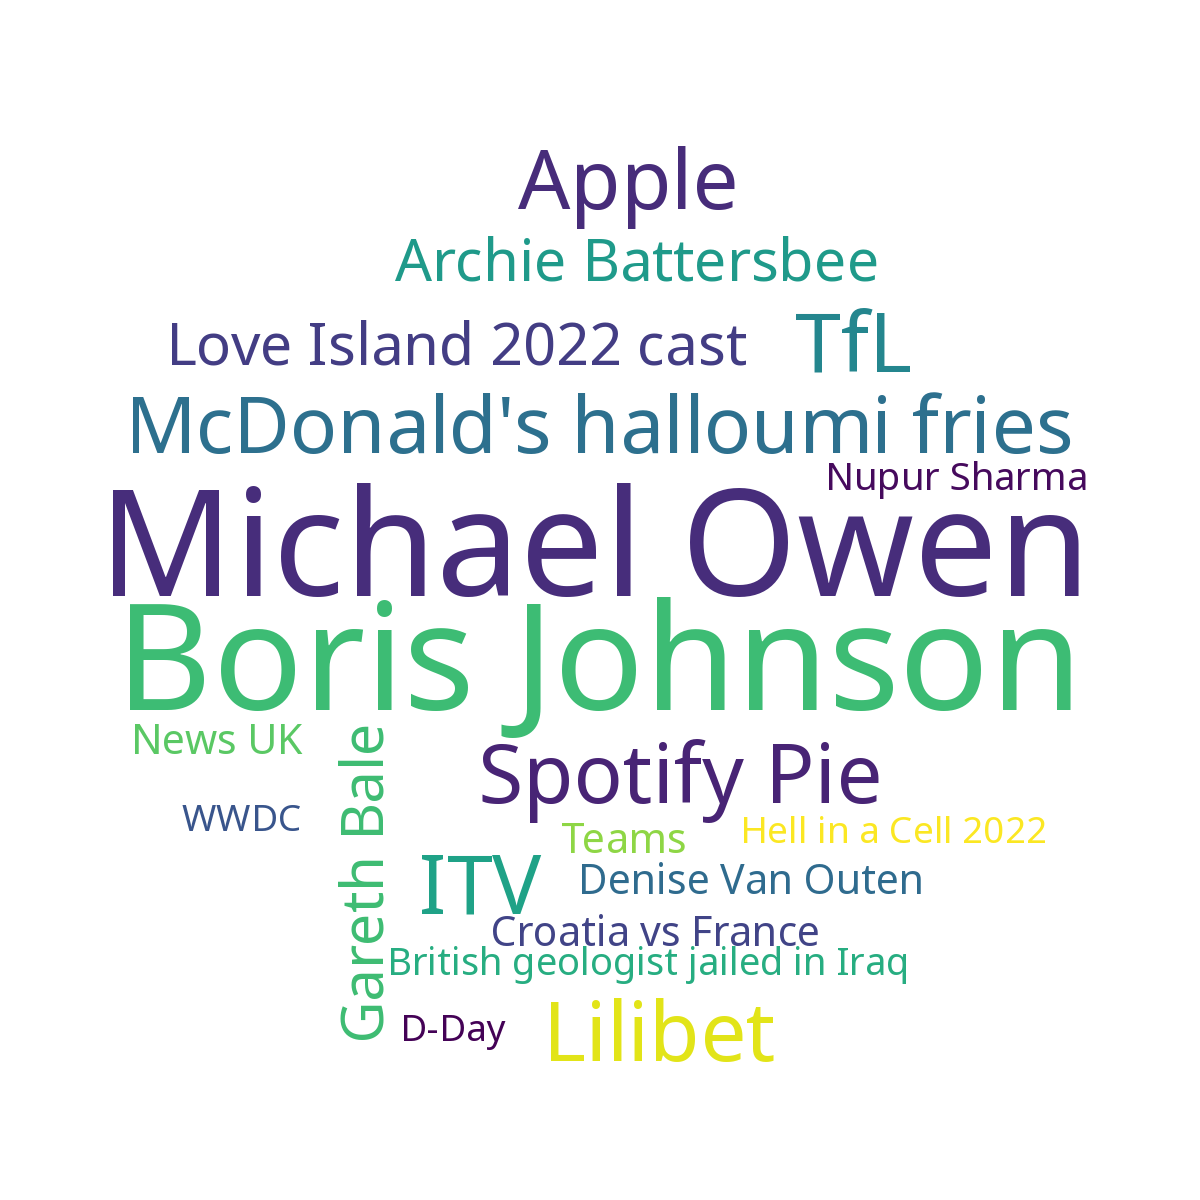 Apple
Archie Battersbee
Love Island 2022 cast
TfL
McDonald's halloumi fries
Nupur Sharma
Michael Owen
Boris Johnson
News UK
Gareth Bale
Spotify Pie
WWDC
Teams
Hell in a Cell 2022
ITV
Denise Van Outen
Croatia vs France
British geologist jailed in Iraq
D-Day
Lilibet